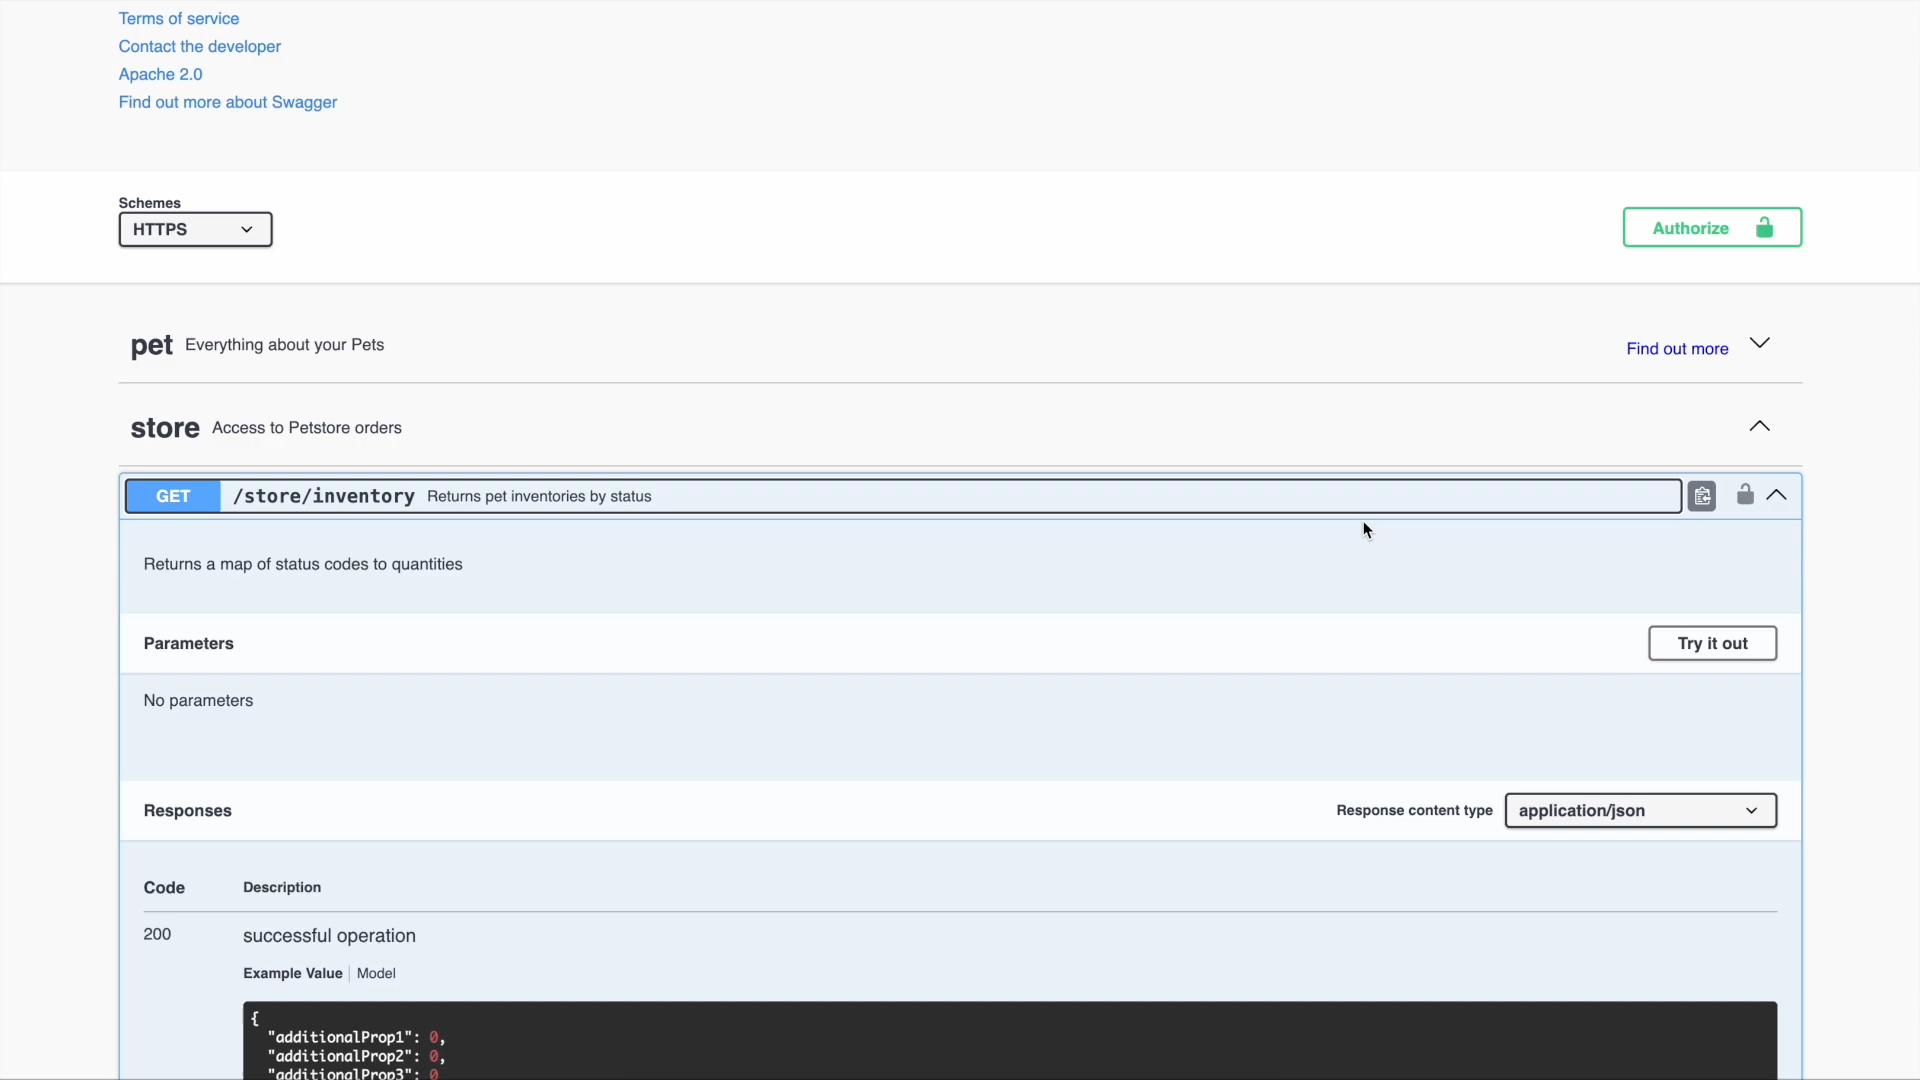 Terms of service
Contact the developer
Apache 2.0
Find out more about Swagger
Schemes
HTTPS
Authorize
pet Everything about your Pets
Find out more
store Access to Petstore orders
GET /store/inventory Returns pet inventories by status
Returns a map of status codes to quantities
Parameters
Try it out
No parameters
Responses
Response content type application/json
Code Description
200 successful operation
Example Value Model
{
"additionalProp1": 0,
"additionalProp2": 0,
"additionalProp3": 0